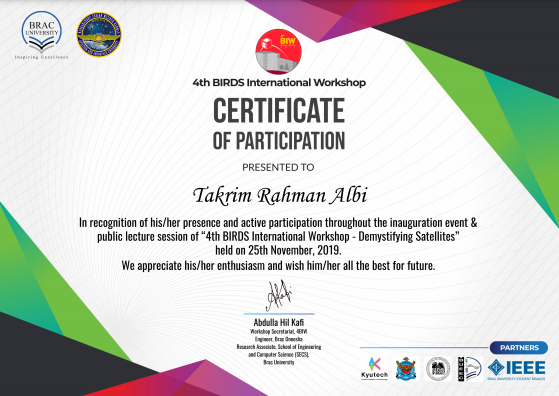 BRAC
UNIVERSITY
Inspiring Excellence
BIW
4th BIRDS International Workshop
CERTIFICATE
OF PARTICIPATION
PRESENTED TO
Takrim Rahman Albi
In recognition of his/her presence and active participation throughout the inauguration event &
public lecture session of “4th BIRDS International Workshop - Demystifying Satellites”
held on 25th November, 2019.
We appreciate his/her enthusiasm and wish him/her all the best for future.
Abdulla Hil Kafi
Workshop Secretariat, 4BIW
Engineer, Brac Onnesha
Research Associate, School of Engineering
and Computer Science (SECS),
Brac University
PARTNERS
Kyutech
IEEE
BRAC UNIVERSITY STUDENT BRANCH